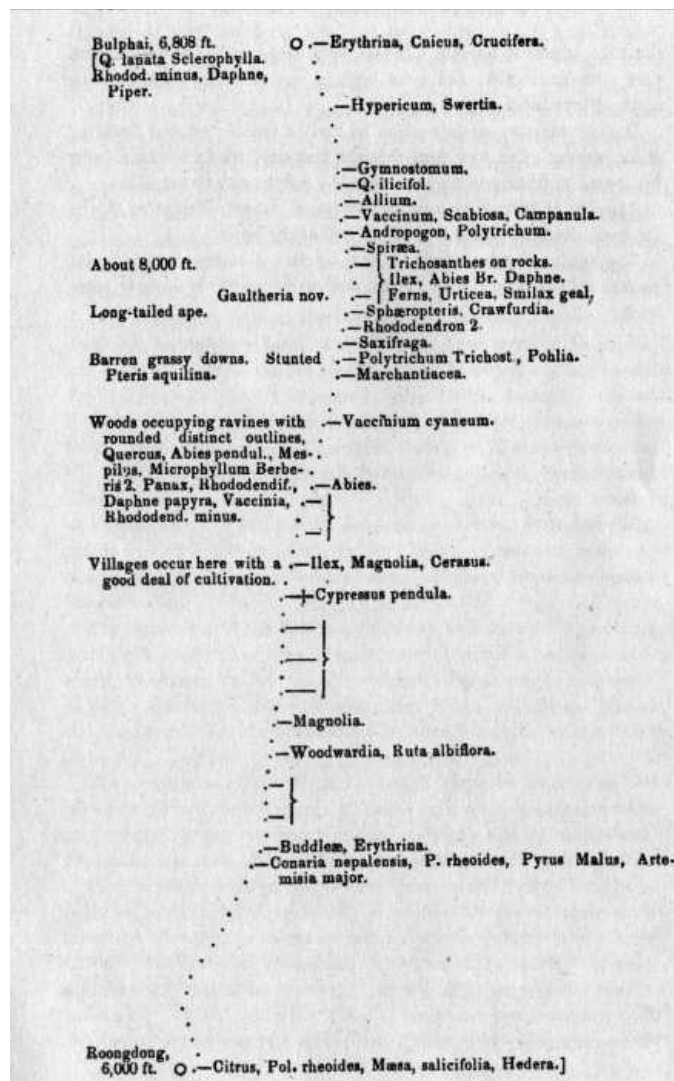 Bulphai, 6,808 ft. O .—Erythrina, Cnicus, Crucifera.
[Q. lanata Sclerophylla.
Rhodod. minus, Daphne,
Piper.
.—Hypericum, Swertia.
.—Gymnostomum.
.—Q. ilicifol.
.—Allium.
.—Vaccinum, Scabiosa, Campanula.
.—Andropogon, Polytrichum.
.—Spiræa.
About 8,000 ft. .— Trichosanthes on rocks.
Ilex, Abies Br. Daphne.
Gaultheria nov. .— Ferns, Urticea, Smilax geal,
Long-tailed ape. .—Sphæropteris, Crawfurdia.
.—Rhododendron 2
.—Saxifraga.
Barren grassy downs. Stunted .—Polytrichum Trichost, Pohlia.
Pteris aquilina. .—Marchantiacea.
Woods occupying ravines with .—Vaccinium cyaneum.
rounded distinct outlines,
Quercus, Abies pendul., Mes-
pilus, Microphyllum Berbe-
ris 2. Panax, Rhododendif., .—Abies.
Daphne papyra, Vaccinia,
Rhododend. minus.
Villages occur here with a .—Ilex, Magnolia, Cerasus.
good deal of cultivation.
Cypressus pendula.
.—Magnolia.
.—Woodwardia, Ruta albiflora.
.—Buddleæ, Erythrina.
.—Conaria nepalensis, P. rheoides, Pyrus Malus, Arte-
misia major.
Roongdong,
6,000 ft. O .—Citrus, Pol. rheoides, Mæsa, salicifolia, Hedera.]